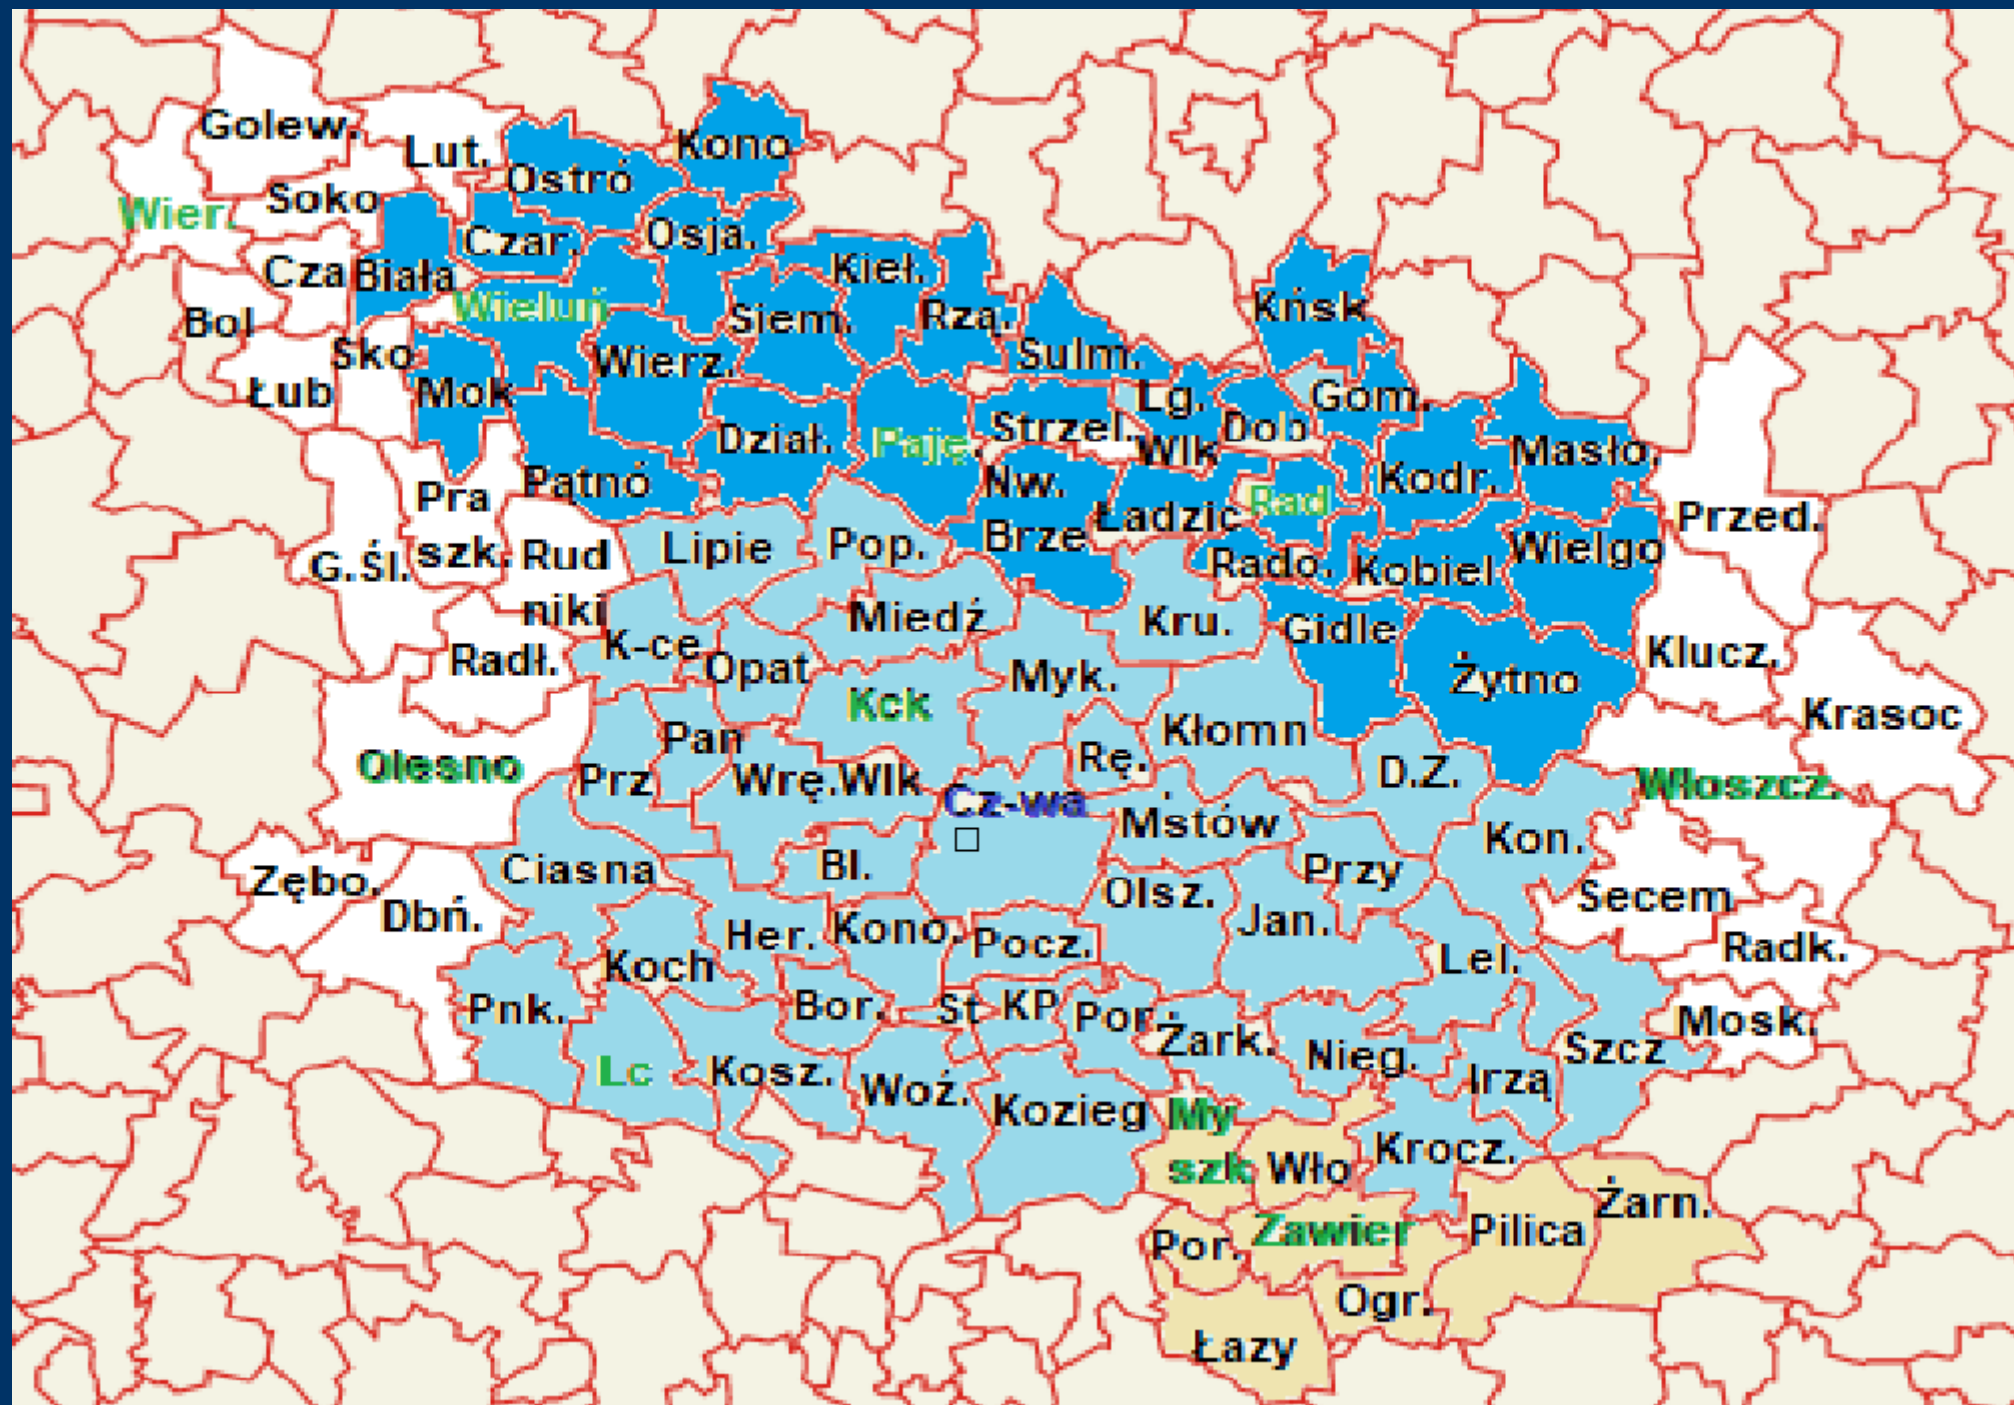 Golew.
Lut.
Kono
Ostró
Soko
Wier.
Czar.
Osja.
Cza
Biała
Kieł.
Wieluń
Bol
Siem.
Rzą.
Kńsk
Sko
Wierz.
Sulm.
Łub
Mok
Lg.
Wlk
Gom.
Dział.
Paję.
Strzel.
Dob
Masło.
Pątnó
Nw.
Brze
Kodr.
Pra
szk.
Rad
Ładzic
Przed.
G.Śl.
Rud
niki
Lipie
Pop.
Rado.
Kobiel
Wielgo
Miedź
Kru.
Gidle
Radł.
K-ce
Opat
Myk.
Klucz.
Żytno
Kck
Krasoc
Pan
Kłomn
Olesno
Prz
Wrę.Wlk
Rę.
D.Z.
Włoszcz.
Cz-wa
Mstów
Kon.
Ciasna
Bl.
Przy
Zębo.
Olsz.
Secem
Dbń.
Jan.
Her.
Kono.
Pocz.
Radk.
Koch
Lel.
Pnk.
Bor.
St
KP
Por.
Mosk.
Żark.
Nieg.
Szcz
Lc
Kosz.
Woż.
Irzą
Kozieg
My
szk
Wło
Krocz.
Żarn.
Por.
Zawier
Pilica
Ogr.
Łazy